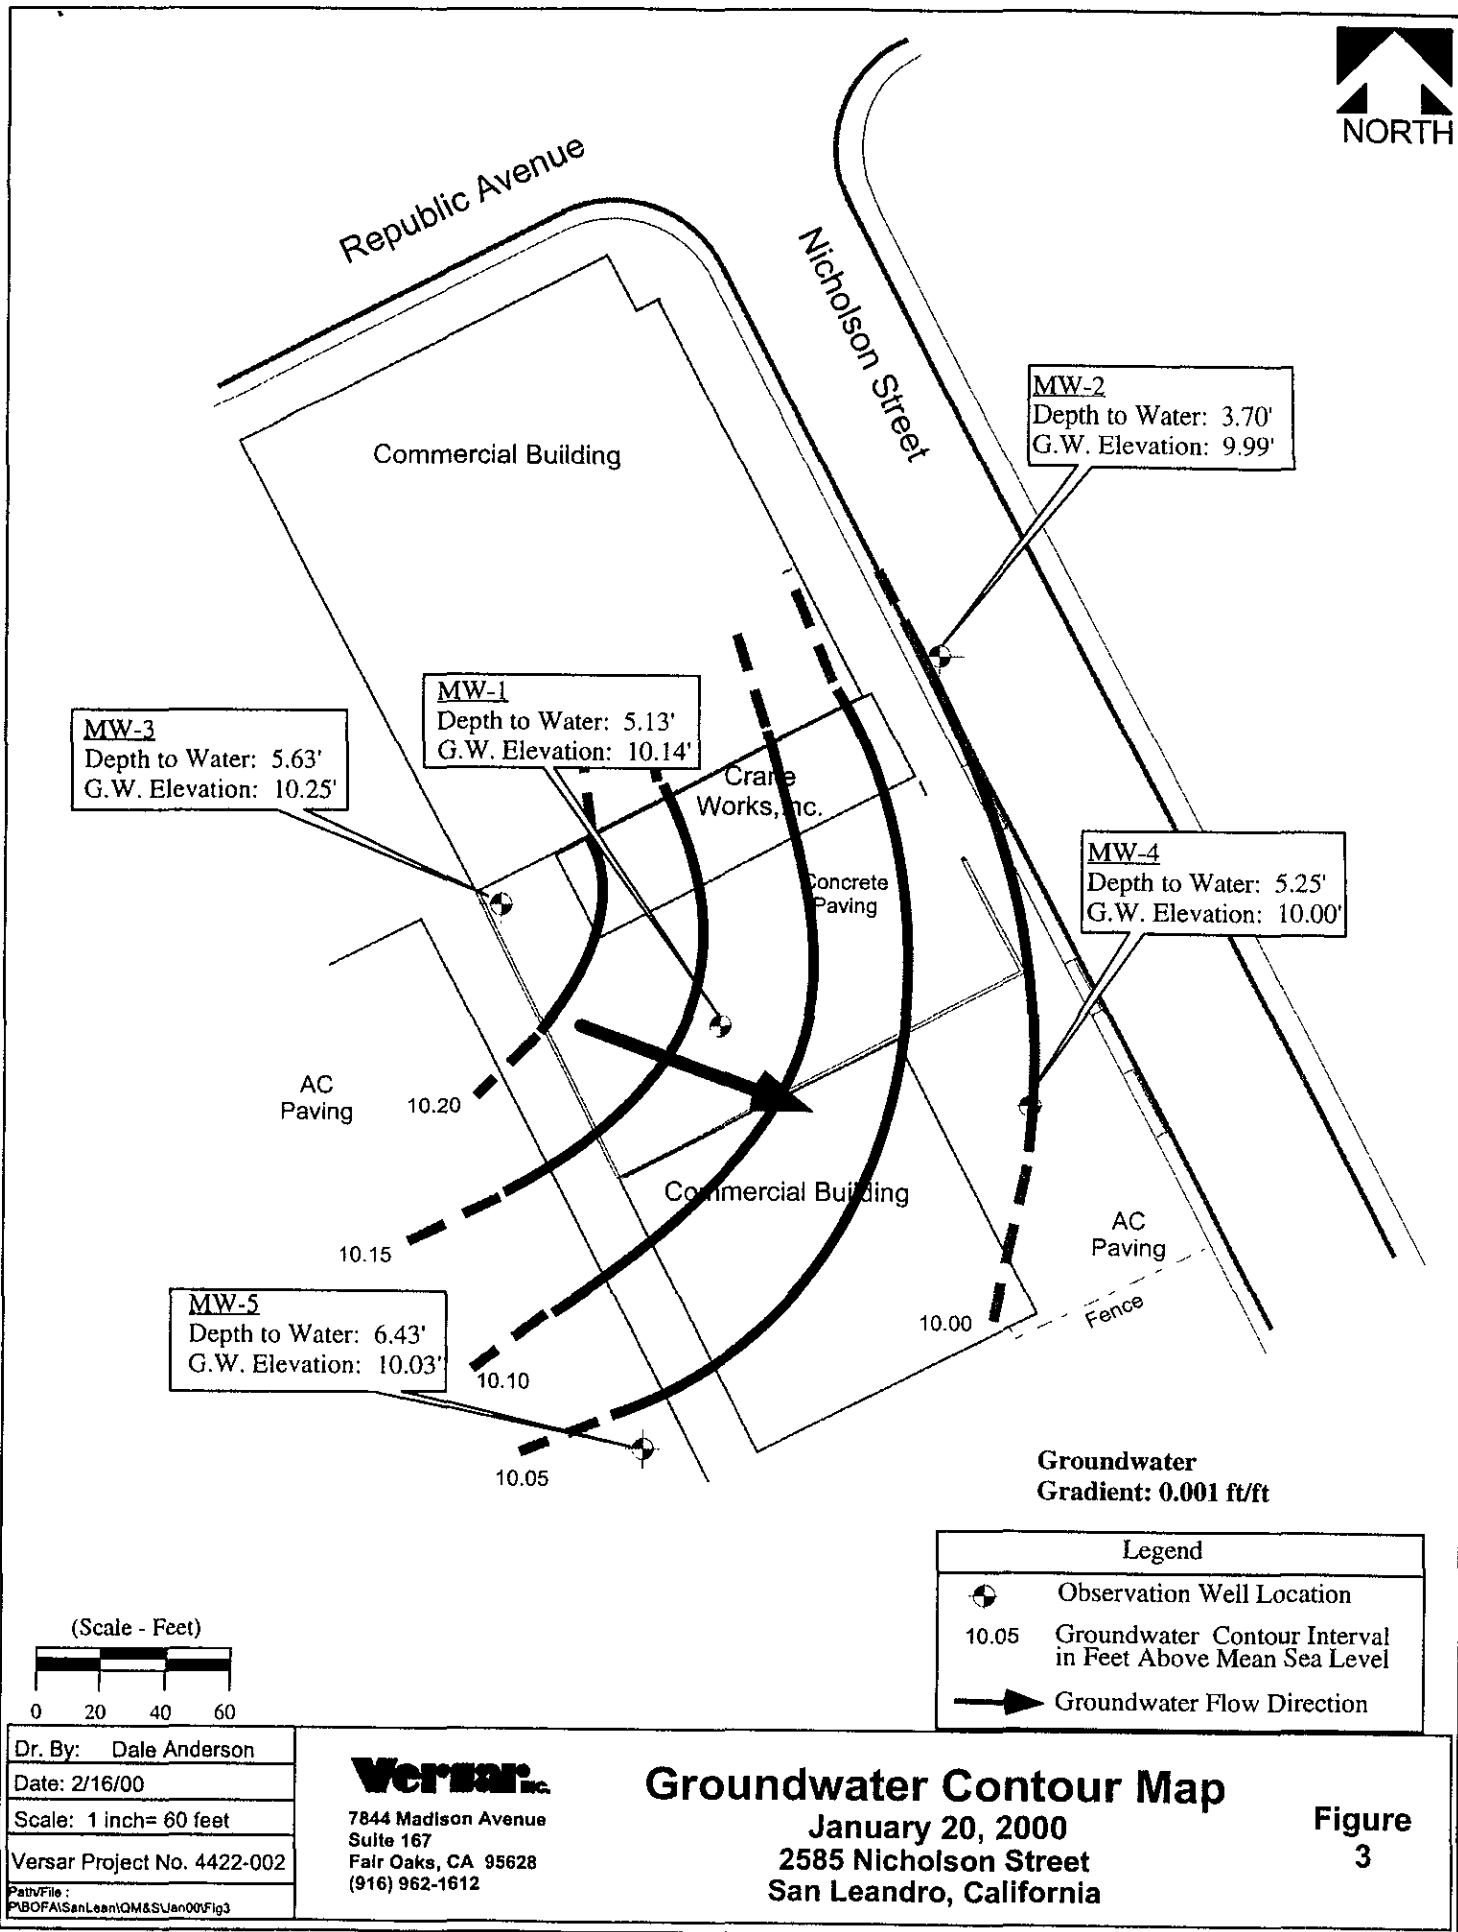 NORTH
Republic Avenue
Nicholson Street
MW-2
Depth to Water: 3.70'
G.W. Elevation: 9.99'
Commercial Building
MW-1
Depth to Water: 5.13'
G.W. Elevation: 10.14'
MW-3
Depth to Water: 5.63'
G.W. Elevation: 10.25'
Crane
Works, Inc.
MW-4
Depth to Water: 5.25'
G.W. Elevation: 10.00'
Concrete
Paving
AC
Paving
10.20
Commercial Building
AC
Paving
10.15
MW-5
Depth to Water: 6.43'
G.W. Elevation: 10.03'
10.00
Fence
10.10
10.05
Groundwater
Gradient: 0.001 ft/ft
Legend
Observation Well Location
10.05 Groundwater Contour Interval
in Feet Above Mean Sea Level
Groundwater Flow Direction
(Scale - Feet)
0 20 40 60
Dr. By: Dale Anderson
Date: 2/16/00
Scale: 1 inch= 60 feet
Versar Project No. 4422-002
Path/File :
P\BOFA\SanLean\QM&S\Jan00\Fig3
Versar INC.
7844 Madison Avenue
Suite 167
Fair Oaks, CA 95628
(916) 962-1612
Groundwater Contour Map
January 20, 2000
2585 Nicholson Street
San Leandro, California
Figure
3